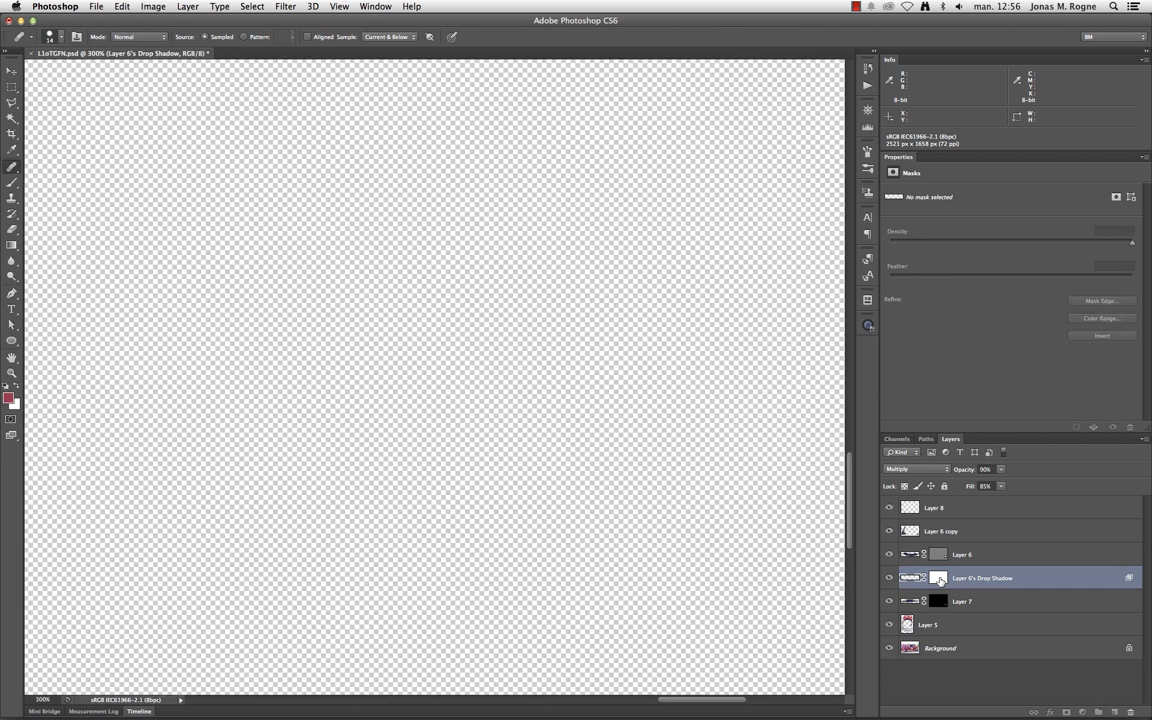 Photoshop File Edit Image Layer Type Select Filter 3D View Window Help man. 12:56 Jonas M. Rogne
Adobe Photoshop CS6
14 Mode: Normal Source: Sampled Pattern: Aligned Sample: Current & Below BM
× L1oTGFN.psd @ 300% (Layer 6's Drop Shadow, RGB/8) *
Info
R: C:
G: M:
B: Y:
K:
8-bit 8-bit
X: W:
Y: H:
sRGB IEC61966-2.1 (8bpc)
2521 px x 1658 px (72 ppi)
Properties
Masks
No mask selected
Density:
Feather:
Refine: Mask Edge...
Color Range...
Invert
Channels Paths Layers
Kind
Multiply Opacity: 90%
Lock: Fill: 85%
Layer 8
Layer 6 copy
Layer 6
Layer 6's Drop Shadow
Layer 7
Layer 5
Background
300% sRGB IEC61966-2.1 (8bpc)
Mini Bridge Measurement Log Timeline